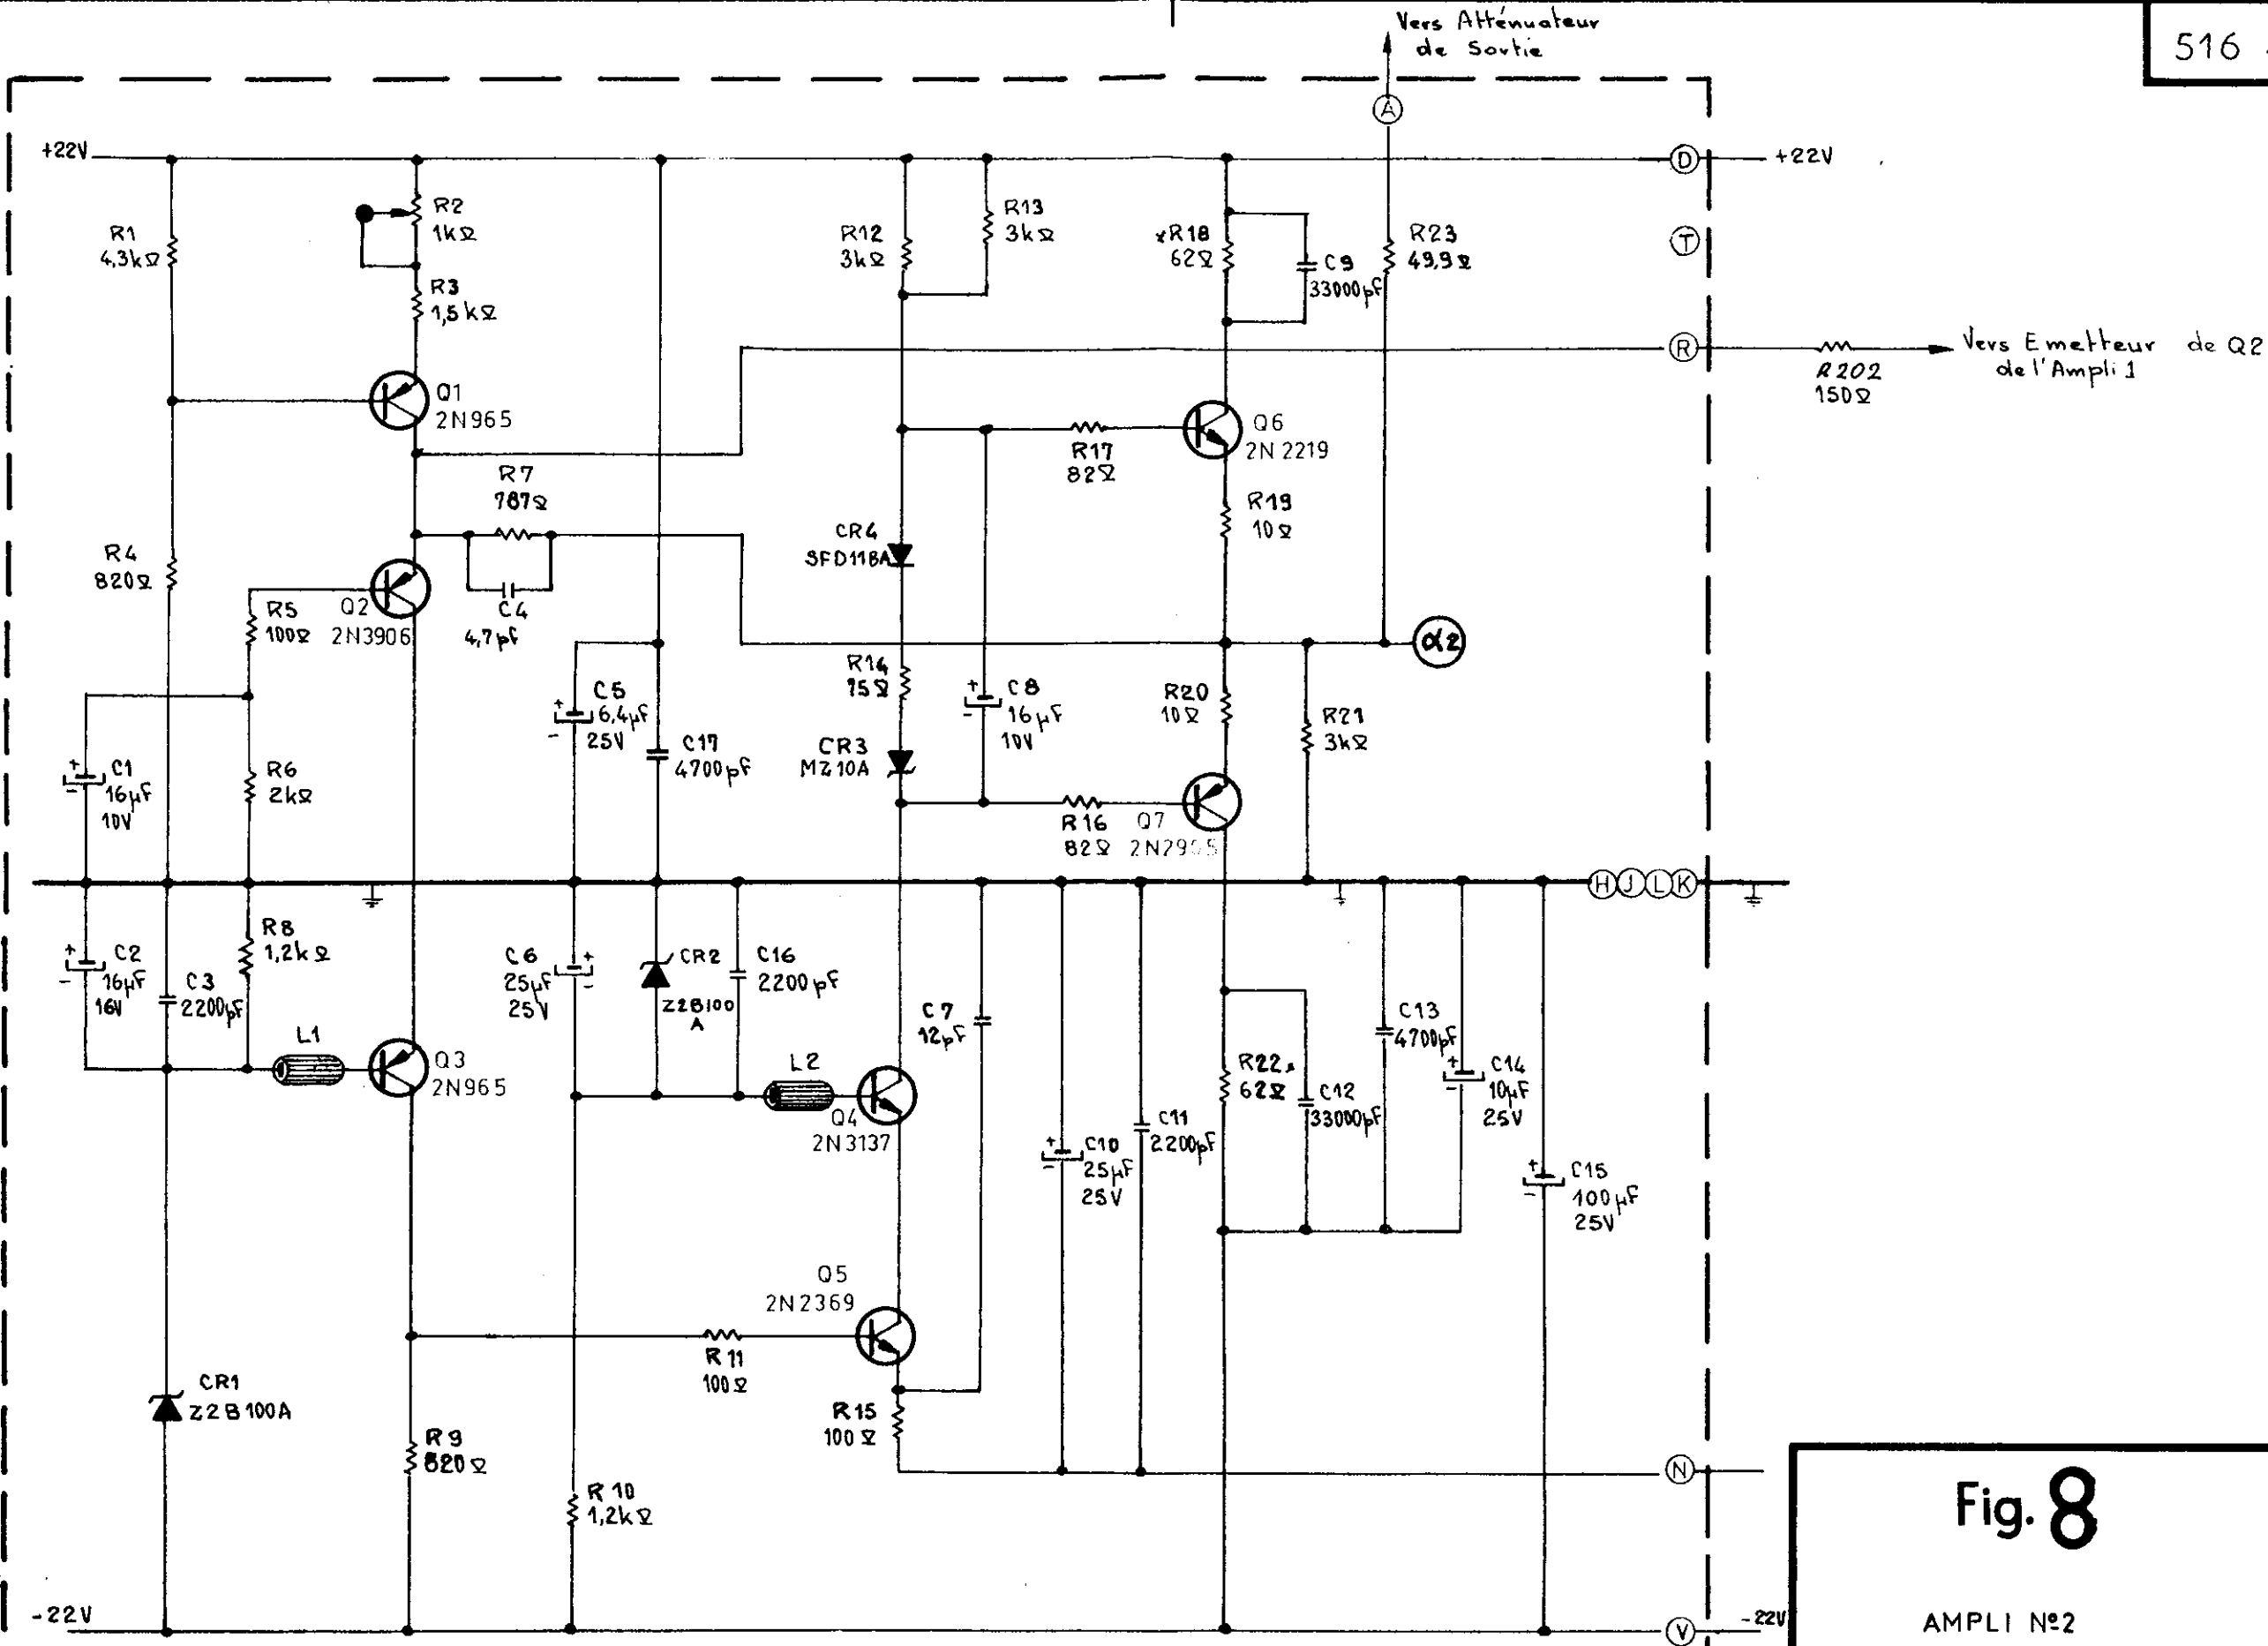 Vers Atténuateur
de Sortie
516
A
+22V
D
+22V
R1
4,3kΩ
R2
1kΩ
R3
1,5kΩ
R12
3kΩ
R13
3kΩ
*R18
62Ω
C9
33000pF
R23
49,9Ω
T
R
Vers Emetteur de Q2
de l'Ampli 1
R202
150Ω
Q1
2N965
R7
787Ω
R17
82Ω
Q6
2N2219
R4
820Ω
R5
100Ω
Q2
2N3906
C4
4,7pF
CR4
SFD118A
R19
10Ω
α2
C1
16µF
10V
R6
2kΩ
C5
6,4µF
25V
C17
4700pF
R14
75Ω
CR3
MZ10A
C8
16µF
10V
R20
10Ω
R21
3kΩ
R16
82Ω
Q7
H J L K
C2
16µF
16V
C3
2200pF
R8
1,2kΩ
L1
Q3
2N965
C6
25µF
25V
CR2
Z2B100
A
C16
2200pF
L2
Q4
2N3137
C7
12pF
C10
25µF
25V
C11
2200pF
R22*
62Ω
C12
33000pF
C13
4700pF
C14
10µF
25V
C15
100µF
25V
Q5
2N2369
R11
100Ω
CR1
Z2B100A
R9
820Ω
R15
100Ω
R10
1,2kΩ
N
-22V
V
-22V
Fig. 8
AMPLI Nº2